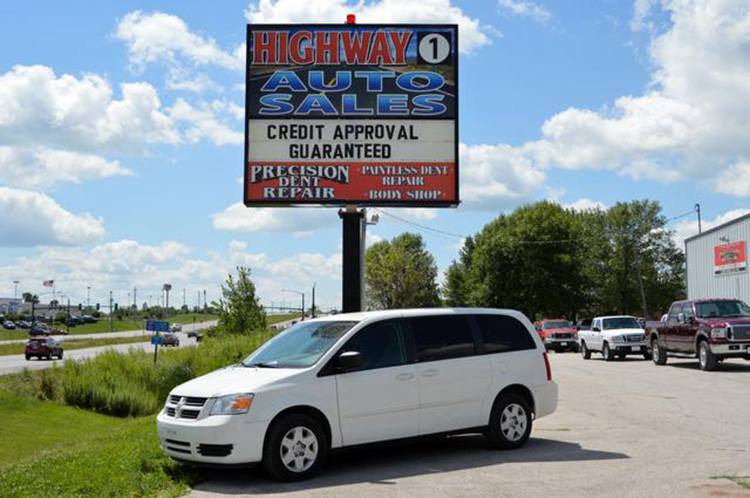 HIGHWAY 1
AUTO
SALES
CREDIT APPROVAL
GUARANTEED
PRECISION
DENT
REPAIR
PAINTLESS DENT
REPAIR
BODY SHOP